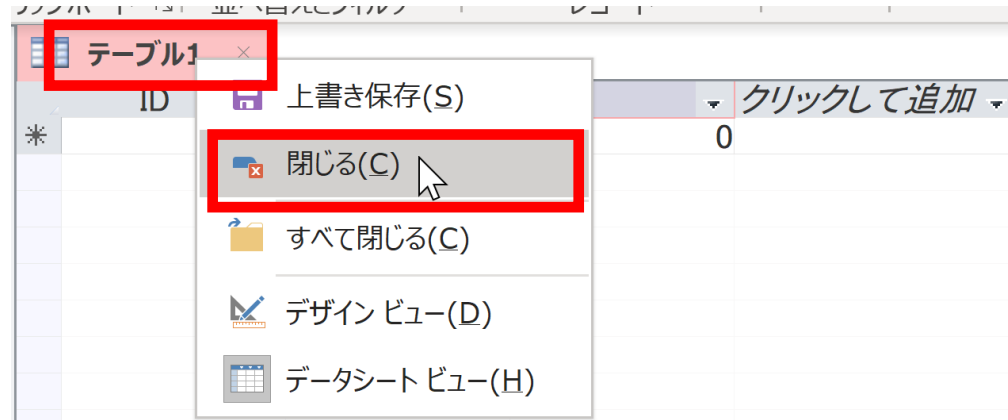 テーブル1
ID
クリックして追加
0
上書き保存(S)
閉じる(C)
すべて閉じる(C)
デザイン ビュー(D)
データシート ビュー(H)